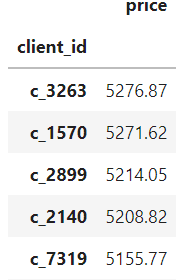 price
client_id
c_3263 5276.87
c_1570 5271.62
c_2899 5214.05
c_2140 5208.82
c_7319 5155.77